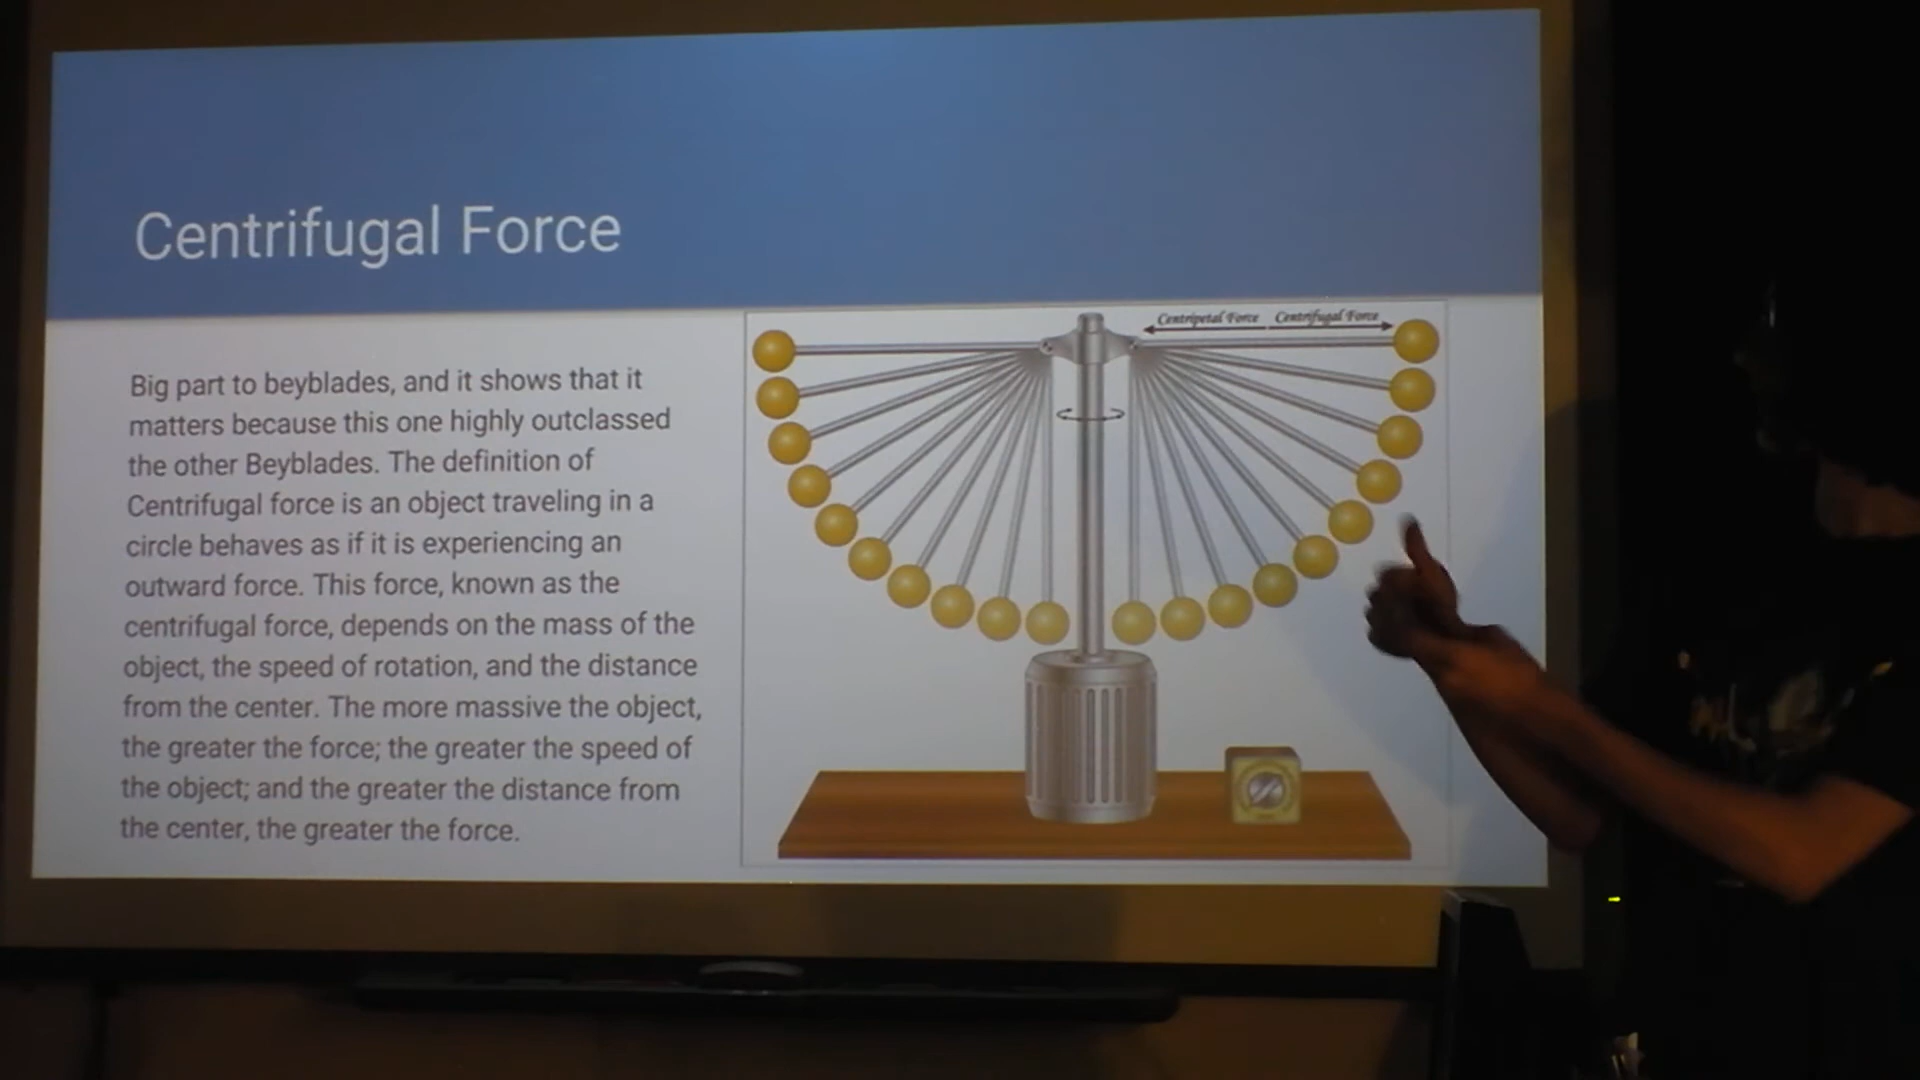 Centrifugal Force
Big part to beyblades, and it shows that it
matters because this one highly outclassed
the other Beyblades. The definition of
Centrifugal force is an object traveling in a
circle behaves as if it is experiencing an
outward force. This force, known as the
centrifugal force, depends on the mass of the
object, the speed of rotation, and the distance
from the center. The more massive the object,
the greater the force; the greater the speed of
the object; and the greater the distance from
the center, the greater the force.
Centripetal Force Centrifugal Force